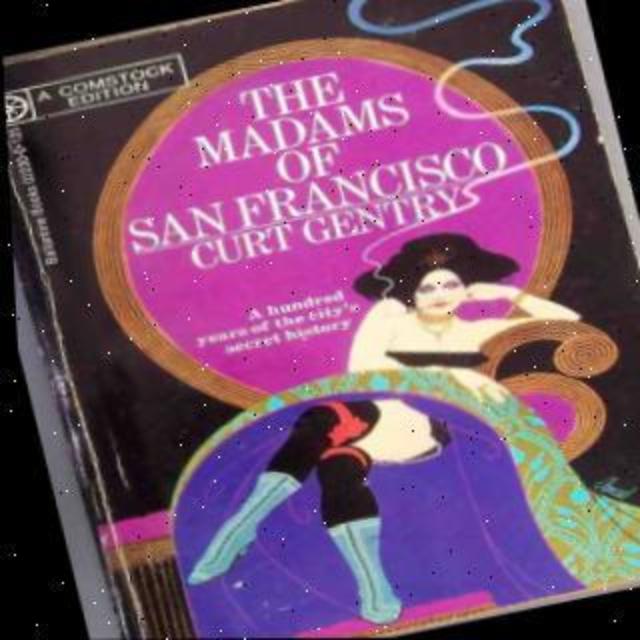 A COMSTOCK
EDITION
THE
MADAMS
OF
SAN FRANCISCO
CURT GENTRY
A hundred
years of the city's
secret history